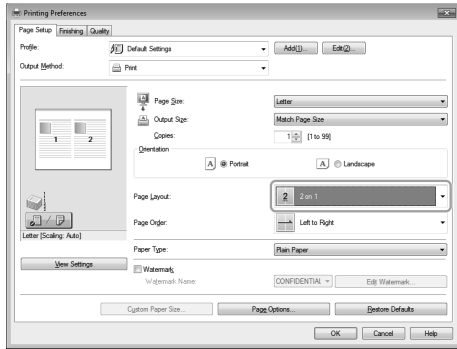 Printing Preferences
Page Setup Finishing Quality
Profile: Default Settings Add(1)... Edit(2)...
Output Method: Print
Page Size: Letter
Output Size: Match Page Size
Copies: 1 [1 to 99]
Orientation
A Portrait A Landscape
1 2
Page Layout: 2 2 on 1
Page Order: Left to Right
Letter [Scaling: Auto]
Paper Type: Plain Paper
View Settings
Watermark
Watermark Name: CONFIDENTIAL Edit Watermark...
Custom Paper Size... Page Options... Restore Defaults
OK Cancel Help